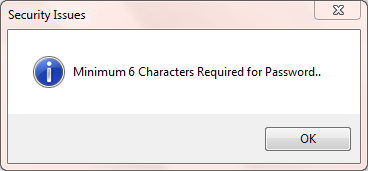 Security Issues
Minimum 6 Characters Required for Password..
OK